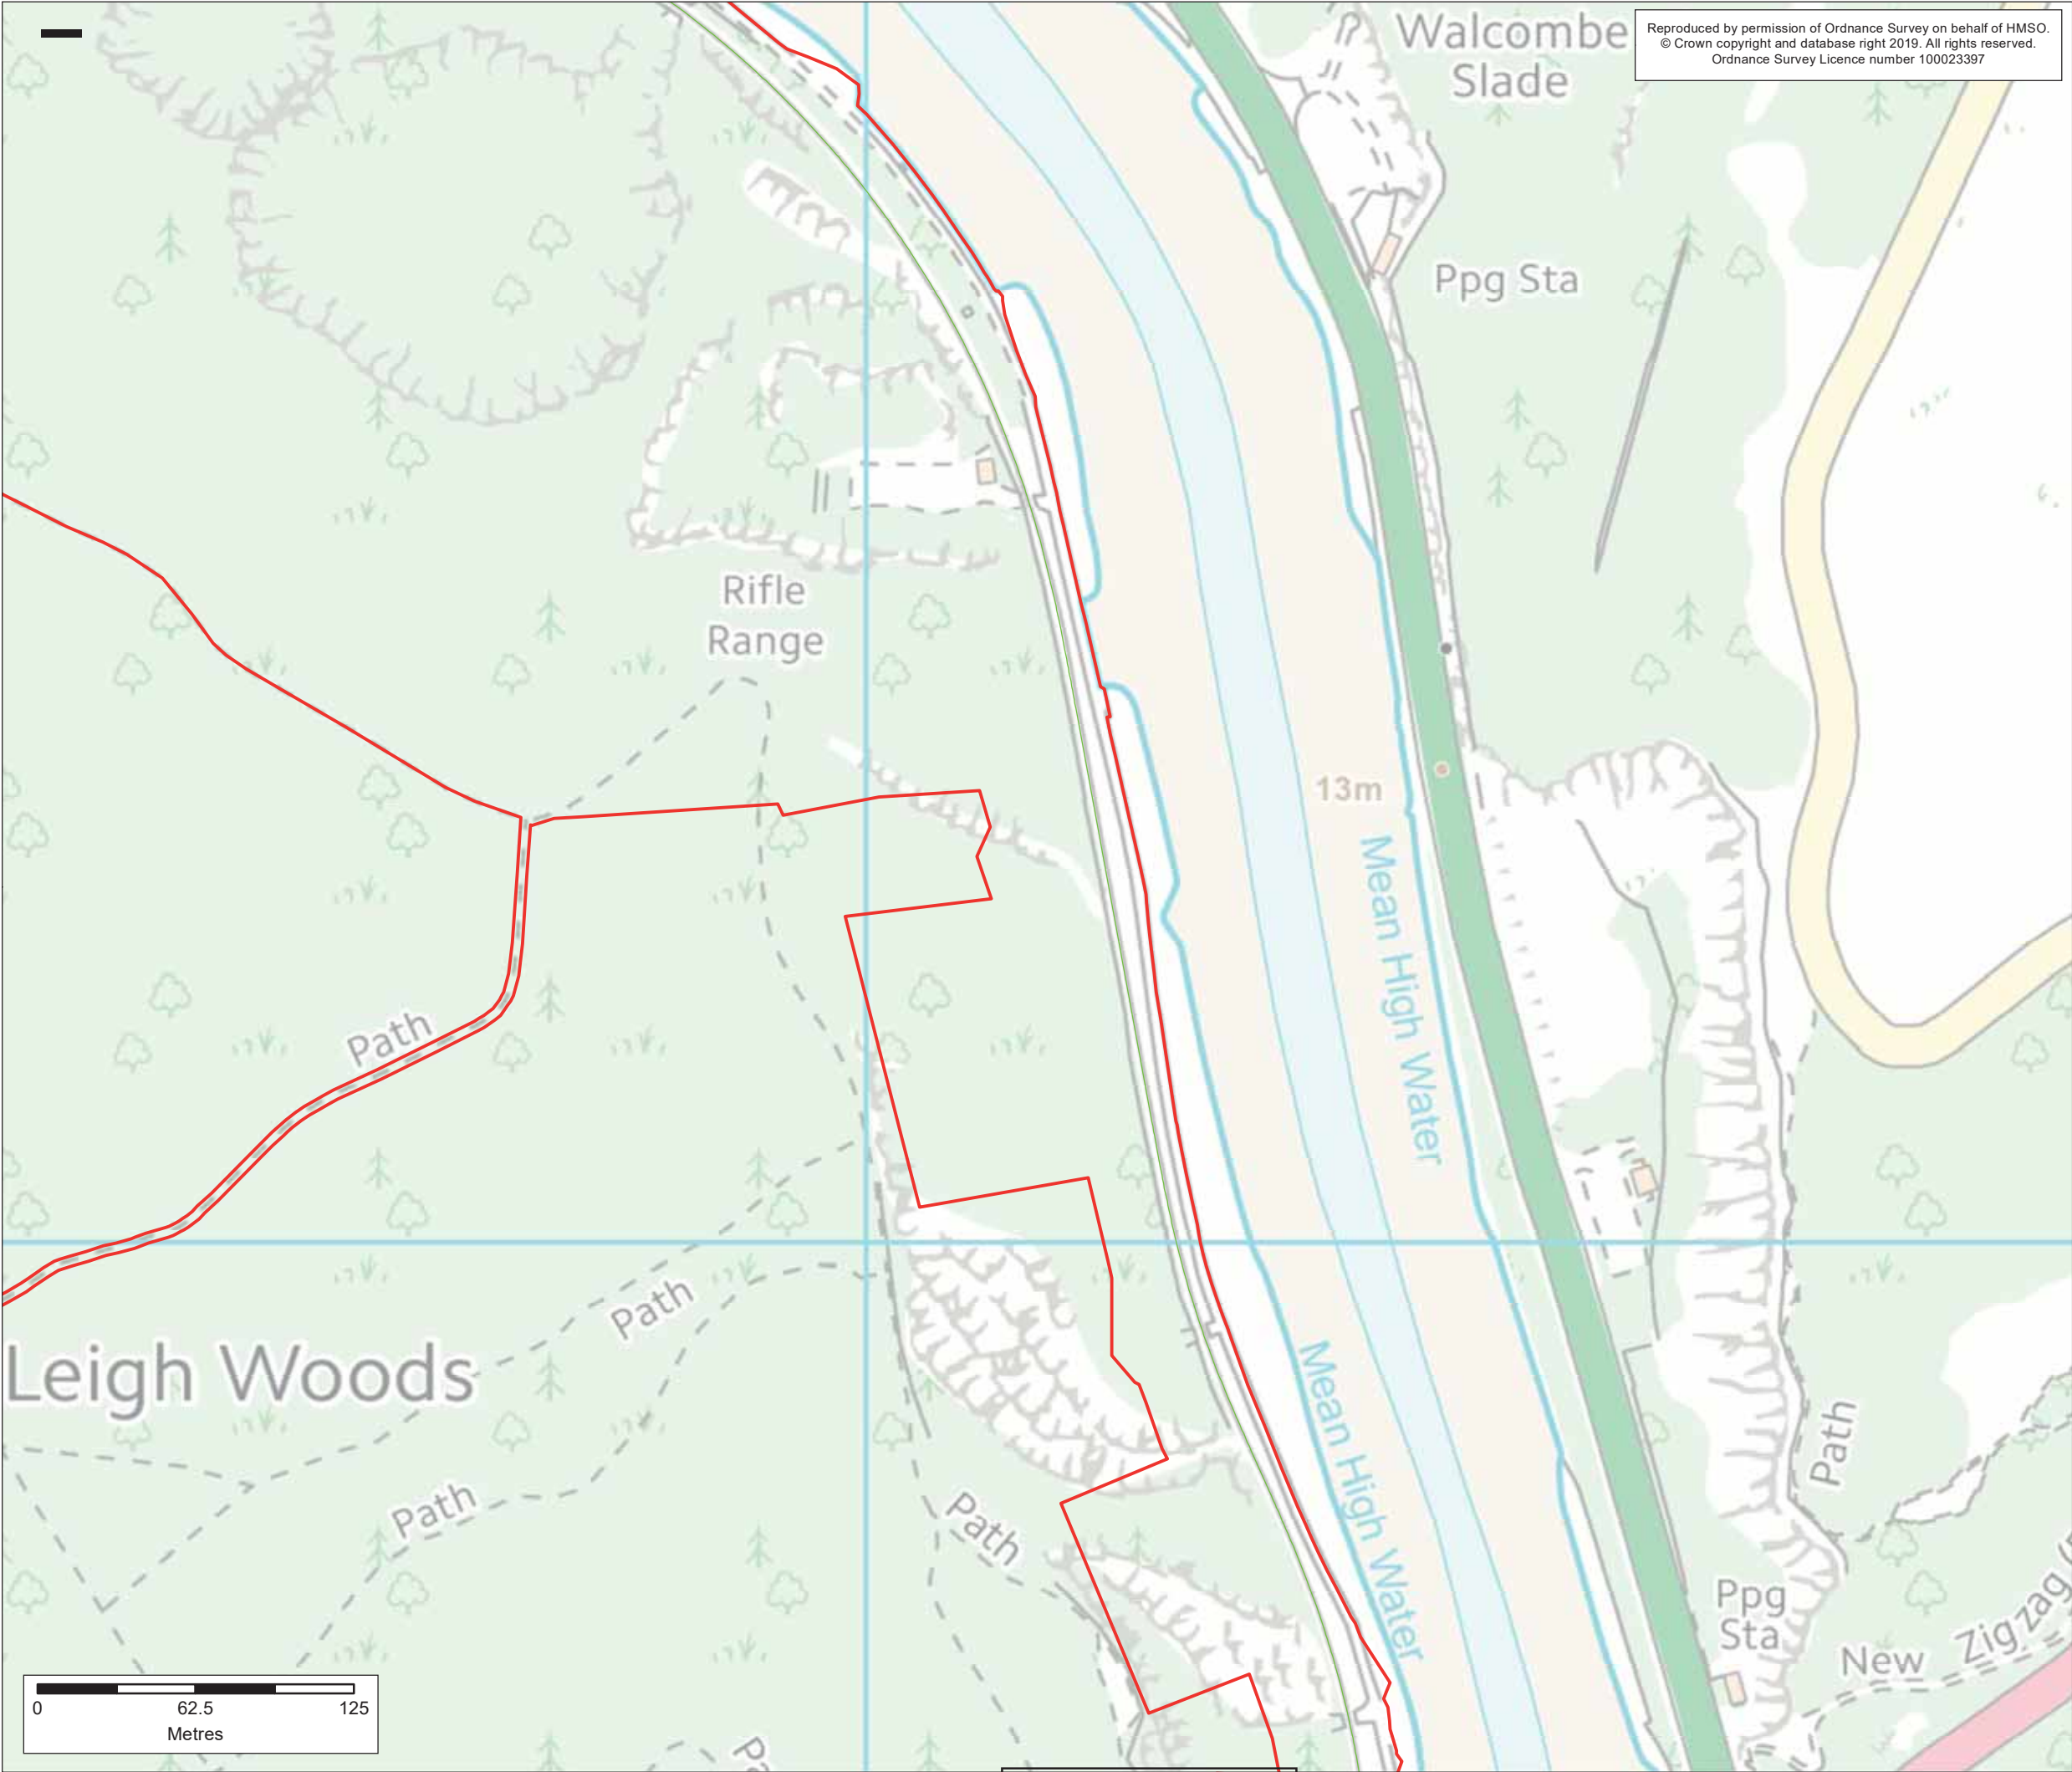 Walcombe
Slade
Reproduced by permission of Ordnance Survey on behalf of HMSO.
© Crown copyright and database right 2019. All rights reserved.
Ordnance Survey Licence number 100023397
Ppg Sta
Rifle
Range
13m
Mean High Water
Path
Path
Leigh Woods
Mean High Water
Path
Path
Path
Ppg
Sta
New
Zigzag
0
62.5
125
Metres